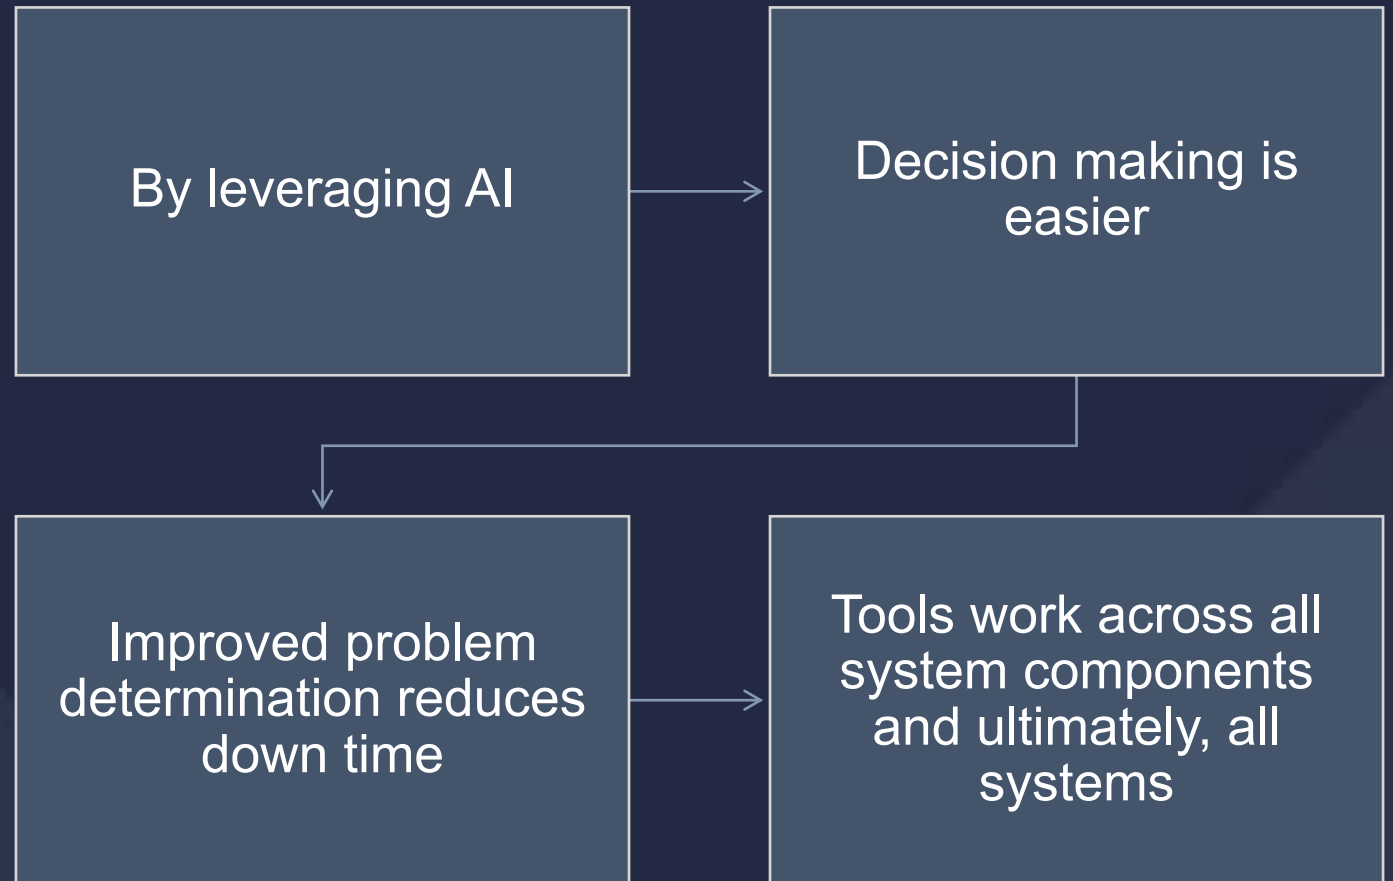 By leveraging AI
Decision making is
easier
Improved problem
determination reduces
down time
Tools work across all
system components
and ultimately, all
systems